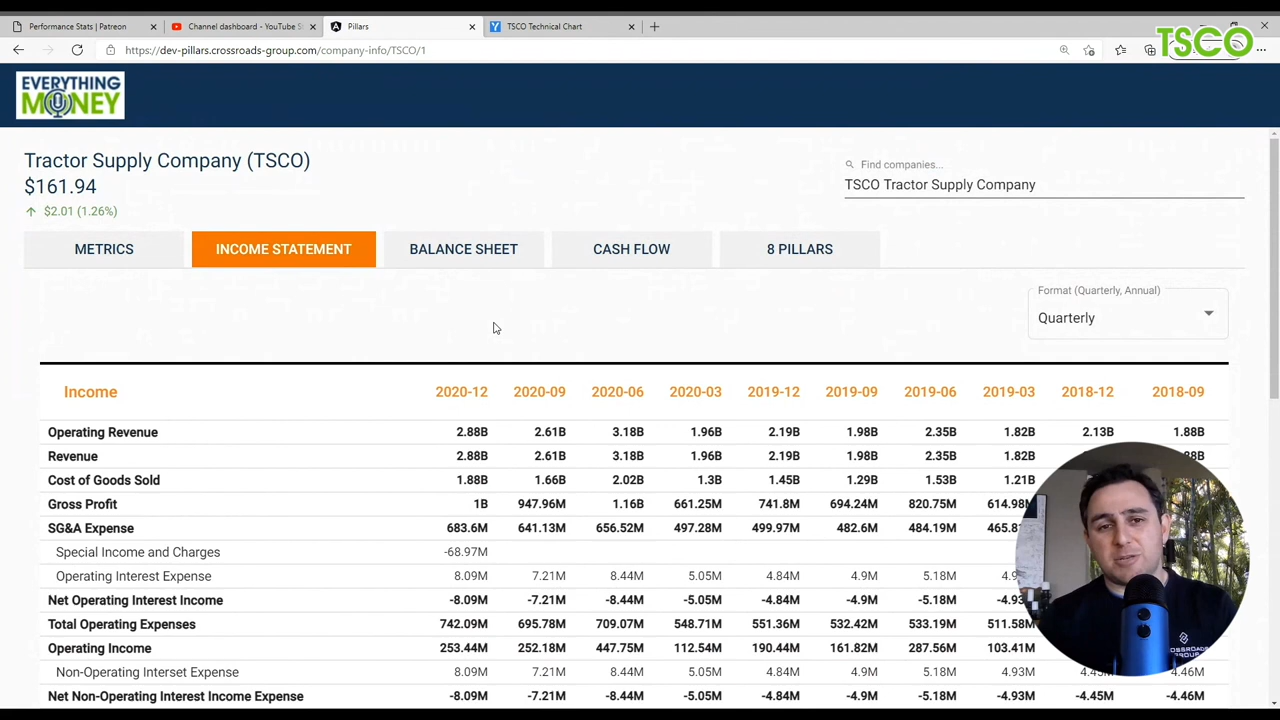 Performance Stats | Patreon
Channel dashboard - YouTube S
Pillars
TSCO Technical Chart
https://dev-pillars.crossroads-group.com/company-info/TSCO/1
TSCO
EVERYTHING
MONEY
Tractor Supply Company (TSCO)
$161.94
$2.01 (1.26%)
Find companies...
TSCO Tractor Supply Company
METRICS INCOME STATEMENT BALANCE SHEET CASH FLOW 8 PILLARS
Format (Quarterly, Annual)
Quarterly
Income 2020-12 2020-09 2020-06 2020-03 2019-12 2019-09 2019-06 2019-03 2018-12 2018-09
Operating Revenue 2.88B 2.61B 3.18B 1.96B 2.19B 1.98B 2.35B 1.82B 2.13B 1.88B
Revenue 2.88B 2.61B 3.18B 1.96B 2.19B 1.98B 2.35B 1.82B
Cost of Goods Sold 1.88B 1.66B 2.02B 1.3B 1.45B 1.29B 1.53B 1.21B
Gross Profit 1B 947.96M 1.16B 661.25M 741.8M 694.24M 820.75M 614.98M
SG&A Expense 683.6M 641.13M 656.52M 497.28M 499.97M 482.6M 484.19M 465.8
Special Income and Charges -68.97M
Operating Interest Expense 8.09M 7.21M 8.44M 5.05M 4.84M 4.9M 5.18M 4.9
Net Operating Interest Income -8.09M -7.21M -8.44M -5.05M -4.84M -4.9M -5.18M -4.93
Total Operating Expenses 742.09M 695.78M 709.07M 548.71M 551.36M 532.42M 533.19M 511.58M
Operating Income 253.44M 252.18M 447.75M 112.54M 190.44M 161.82M 287.56M 103.41M
Non-Operating Interset Expense 8.09M 7.21M 8.44M 5.05M 4.84M 4.9M 5.18M 4.93M 4.46M
Net Non-Operating Interest Income Expense -8.09M -7.21M -8.44M -5.05M -4.84M -4.9M -5.18M -4.93M -4.45M -4.46M